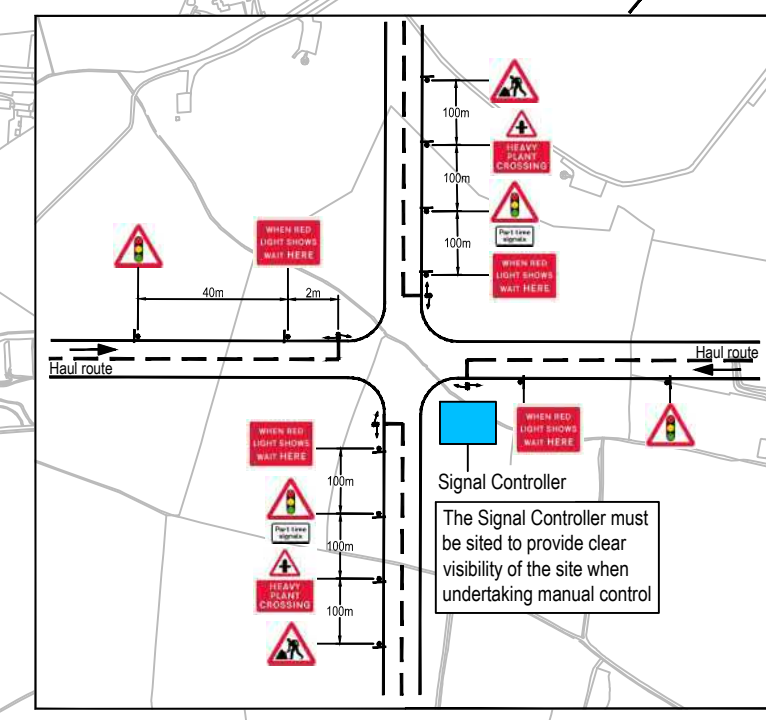 100m
HEAVY
PLANT
CROSSING
100m
Part time
signals
100m
WHEN RED
LIGHT SHOWS
WAIT HERE
WHEN RED
LIGHT SHOWS
WAIT HERE
40m
2m
Haul route
Haul route
WHEN RED
LIGHT SHOWS
WAIT HERE
Signal Controller
The Signal Controller must
be sited to provide clear
visibility of the site when
undertaking manual control
WHEN RED
LIGHT SHOWS
WAIT HERE
100m
Part time
signals
100m
HEAVY
PLANT
CROSSING
100m